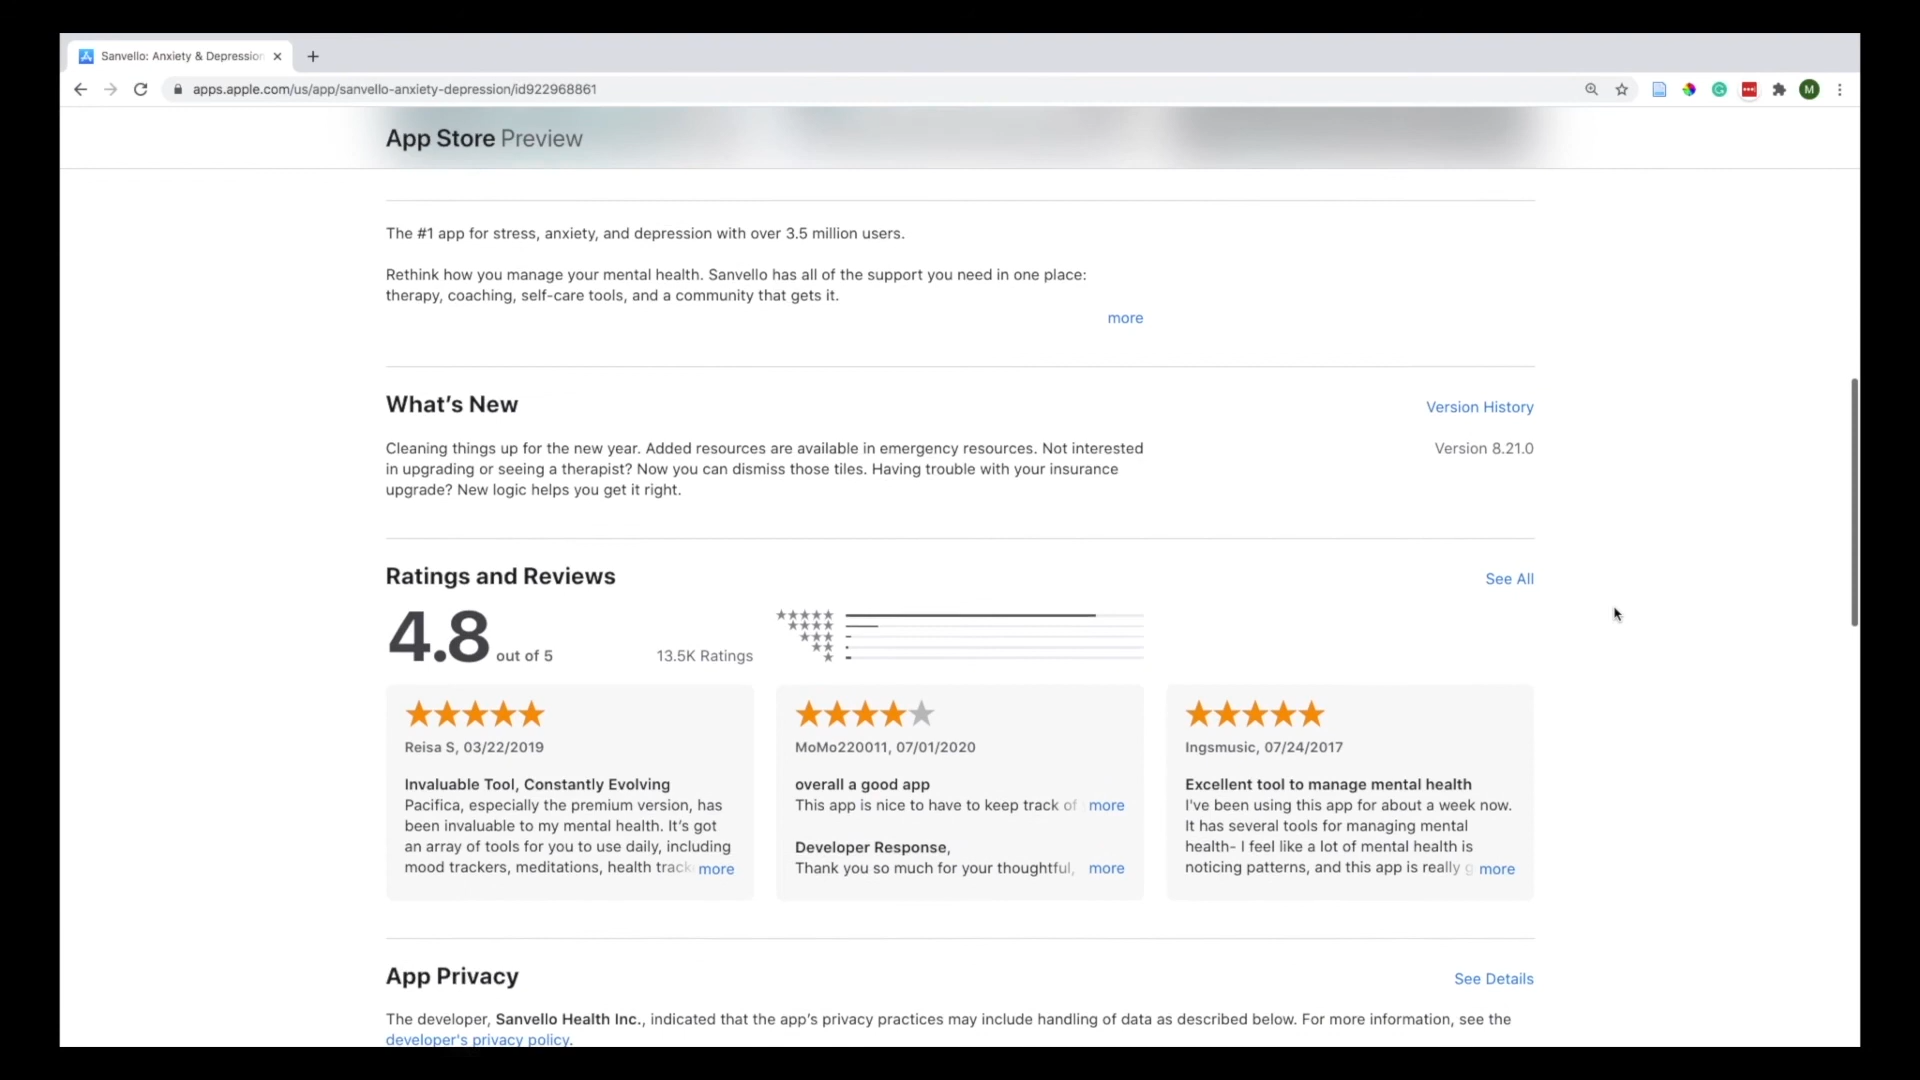 Sanvello: Anxiety & Depression
apps.apple.com/us/app/sanvello-anxiety-depression/id922968861
M
App Store Preview
The #1 app for stress, anxiety, and depression with over 3.5 million users.
Rethink how you manage your mental health. Sanvello has all of the support you need in one place:
therapy, coaching, self-care tools, and a community that gets it.
more
What's New
Version History
Cleaning things up for the new year. Added resources are available in emergency resources. Not interested
in upgrading or seeing a therapist? Now you can dismiss those tiles. Having trouble with your insurance
upgrade? New logic helps you get it right.
Version 8.21.0
Ratings and Reviews
See All
4.8 out of 5
13.5K Ratings
Reisa S, 03/22/2019
Invaluable Tool, Constantly Evolving
Pacifica, especially the premium version, has
been invaluable to my mental health. It's got
an array of tools for you to use daily, including
mood trackers, meditations, health track more
MoMo220011, 07/01/2020
overall a good app
This app is nice to have to keep track of more
Developer Response,
Thank you so much for your thoughtful, more
Ingsmusic, 07/24/2017
Excellent tool to manage mental health
I've been using this app for about a week now.
It has several tools for managing mental
health- I feel like a lot of mental health is
noticing patterns, and this app is really g more
App Privacy
See Details
The developer, Sanvello Health Inc., indicated that the app's privacy practices may include handling of data as described below. For more information, see the
developer's privacy policy.